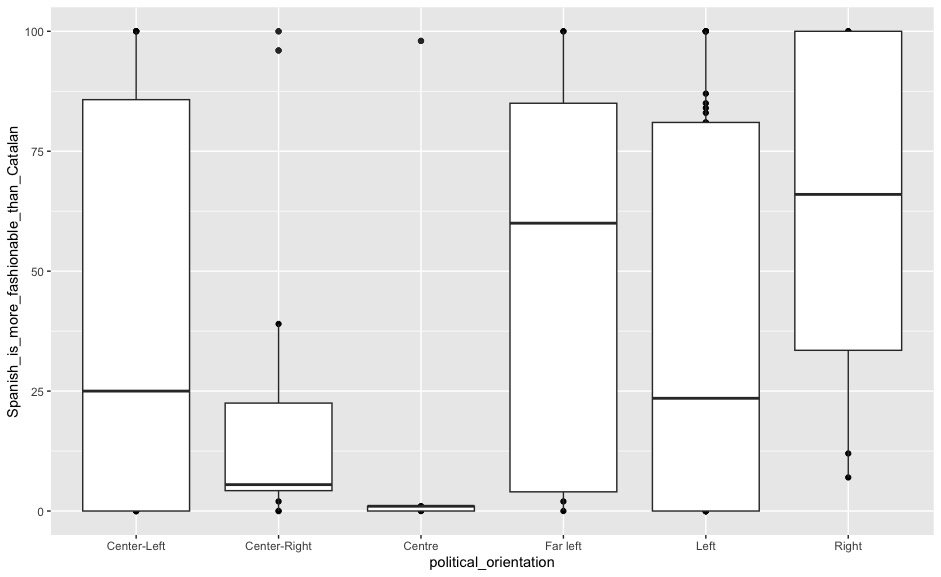 Spanish_is_more_fashionable_than_Catalan
100
75
50
25
0
Center-Left
Center-Right
Centre
Far left
Left
Right
political_orientation